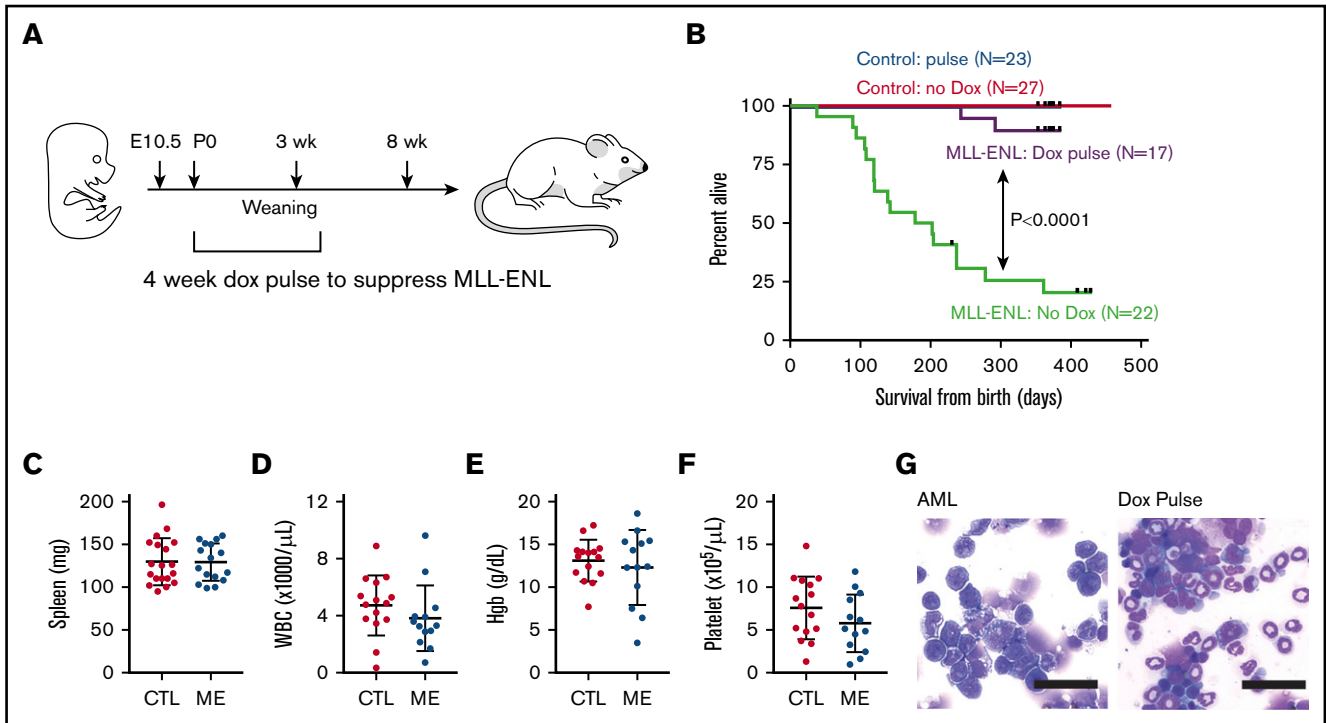 A
E10.5 P0 3 wk 8 wk
Weaning
4 week dox pulse to suppress MLL-ENL
B
Control: pulse (N=23)
Control: no Dox (N=27)
MLL-ENL: Dox pulse (N=17)
P<0.0001
MLL-ENL: No Dox (N=22)
Percent alive
100
75
50
25
0
0 100 200 300 400 500
Survival from birth (days)
C
Spleen (mg)
200
150
100
50
0
CTL ME
D
WBC (x1000/μL)
12
8
4
0
CTL ME
E
Hgb (g/dL)
20
15
10
5
0
CTL ME
F
Platelet (x10⁵/μL)
20
15
10
5
0
CTL ME
G
AML Dox Pulse